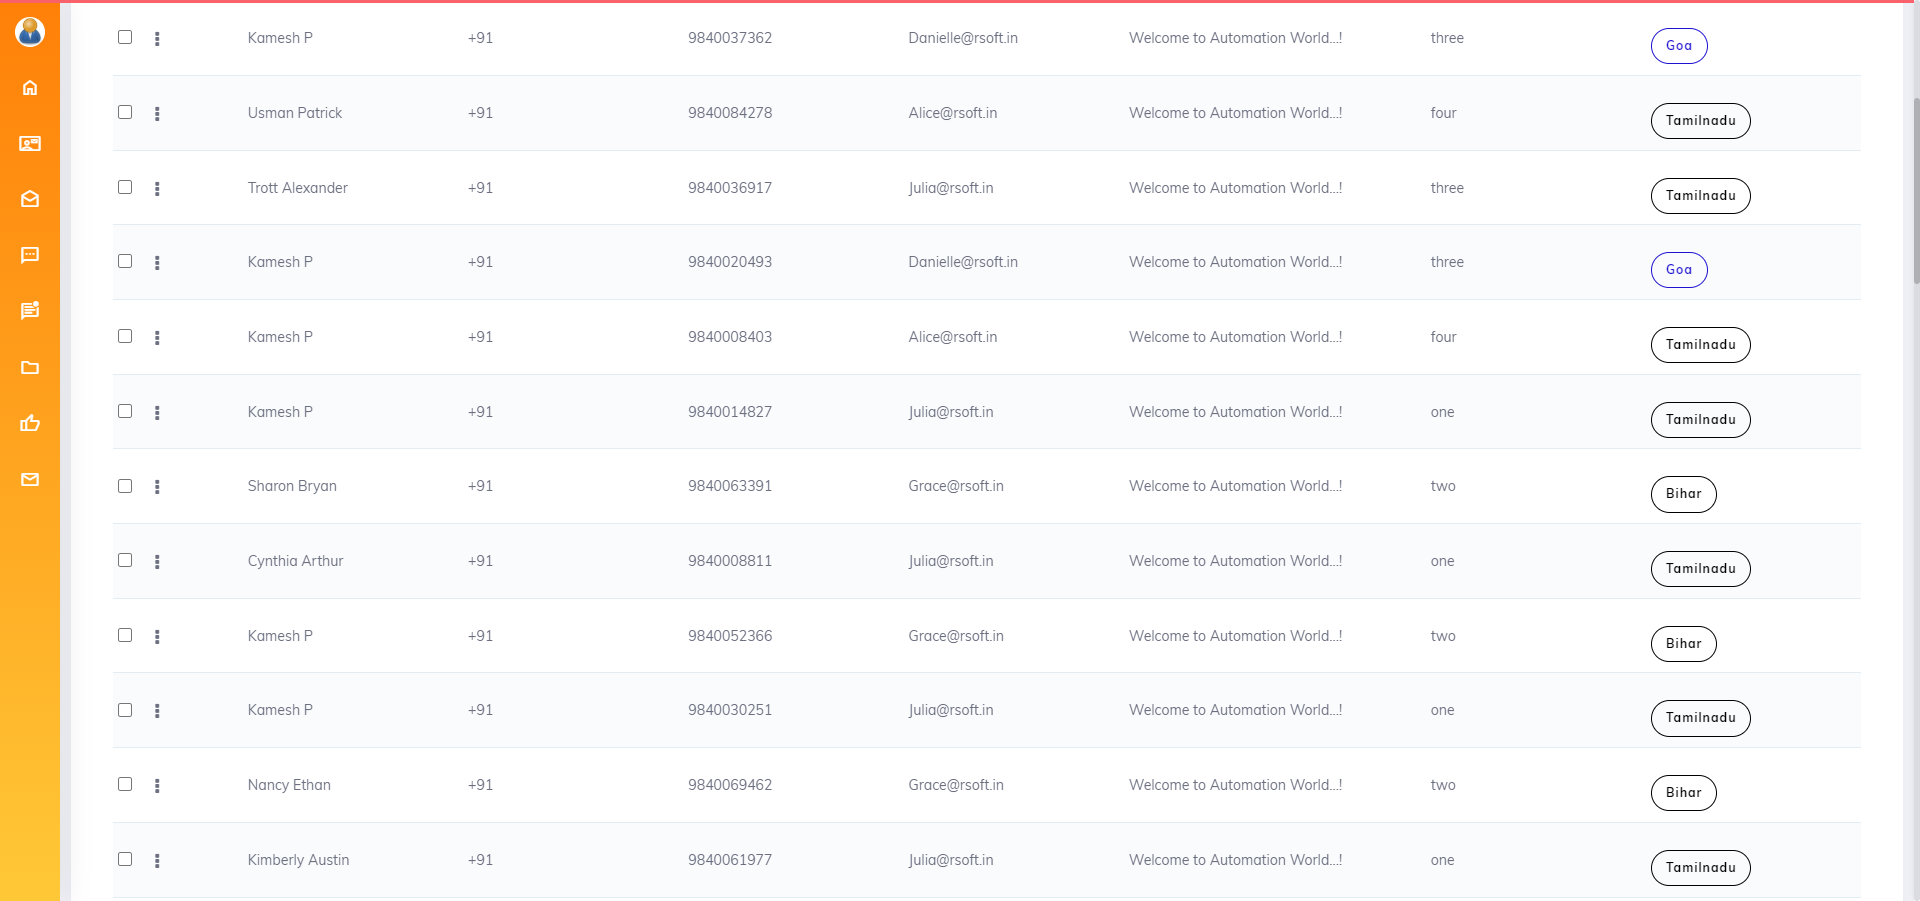 Kamesh P +91 9840037362 Danielle@rsoft.in Welcome to Automation World...! three Goa
Usman Patrick +91 9840084278 Alice@rsoft.in Welcome to Automation World...! four Tamilnadu
Trott Alexander +91 9840036917 Julia@rsoft.in Welcome to Automation World...! three Tamilnadu
Kamesh P +91 9840020493 Danielle@rsoft.in Welcome to Automation World...! three Goa
Kamesh P +91 9840008403 Alice@rsoft.in Welcome to Automation World...! four Tamilnadu
Kamesh P +91 9840014827 Julia@rsoft.in Welcome to Automation World...! one Tamilnadu
Sharon Bryan +91 9840063391 Grace@rsoft.in Welcome to Automation World...! two Bihar
Cynthia Arthur +91 9840008811 Julia@rsoft.in Welcome to Automation World...! one Tamilnadu
Kamesh P +91 9840052366 Grace@rsoft.in Welcome to Automation World...! two Bihar
Kamesh P +91 9840030251 Julia@rsoft.in Welcome to Automation World...! one Tamilnadu
Nancy Ethan +91 9840069462 Grace@rsoft.in Welcome to Automation World...! two Bihar
Kimberly Austin +91 9840061977 Julia@rsoft.in Welcome to Automation World...! one Tamilnadu